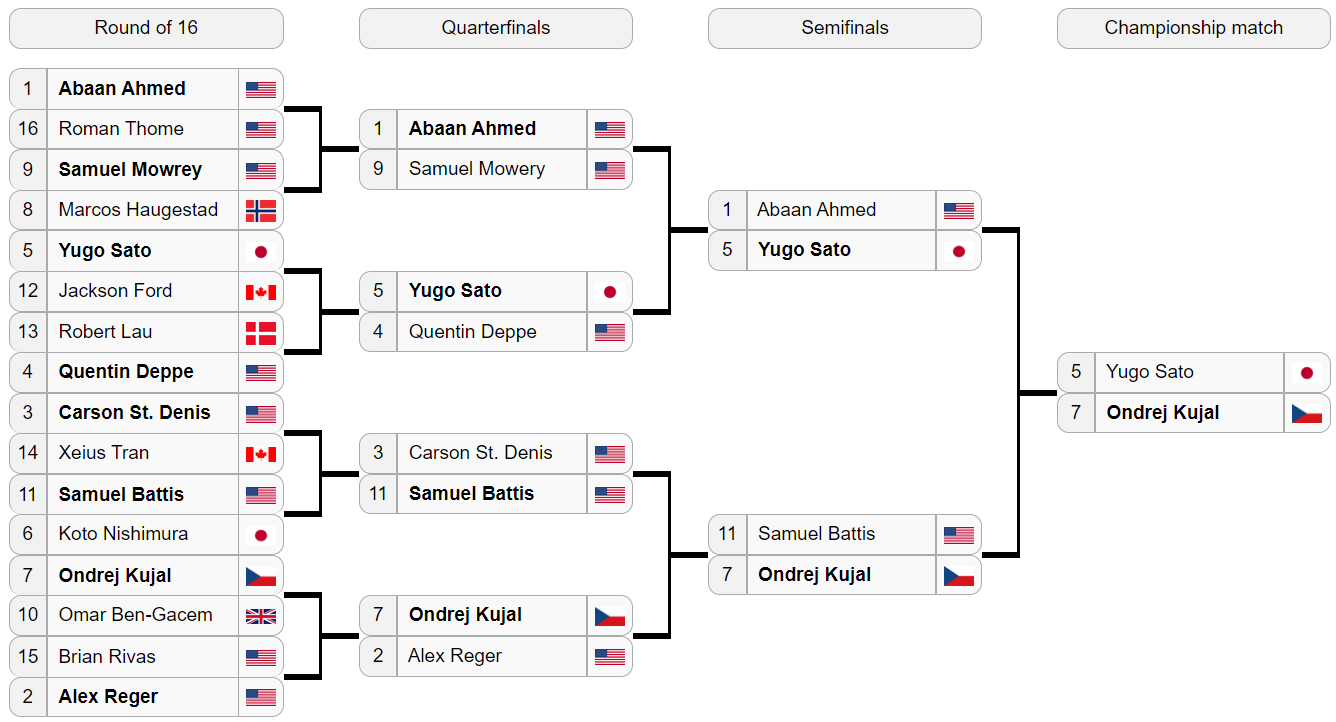 Round of 16
Quarterfinals
Semifinals
Championship match
1 Abaan Ahmed
16 Roman Thome
9 Samuel Mowrey
8 Marcos Haugestad
5 Yugo Sato
12 Jackson Ford
13 Robert Lau
4 Quentin Deppe
3 Carson St. Denis
14 Xeius Tran
11 Samuel Battis
6 Koto Nishimura
7 Ondrej Kujal
10 Omar Ben-Gacem
15 Brian Rivas
2 Alex Reger
1 Abaan Ahmed
9 Samuel Mowery
5 Yugo Sato
4 Quentin Deppe
3 Carson St. Denis
11 Samuel Battis
7 Ondrej Kujal
2 Alex Reger
1 Abaan Ahmed
5 Yugo Sato
11 Samuel Battis
7 Ondrej Kujal
5 Yugo Sato
7 Ondrej Kujal